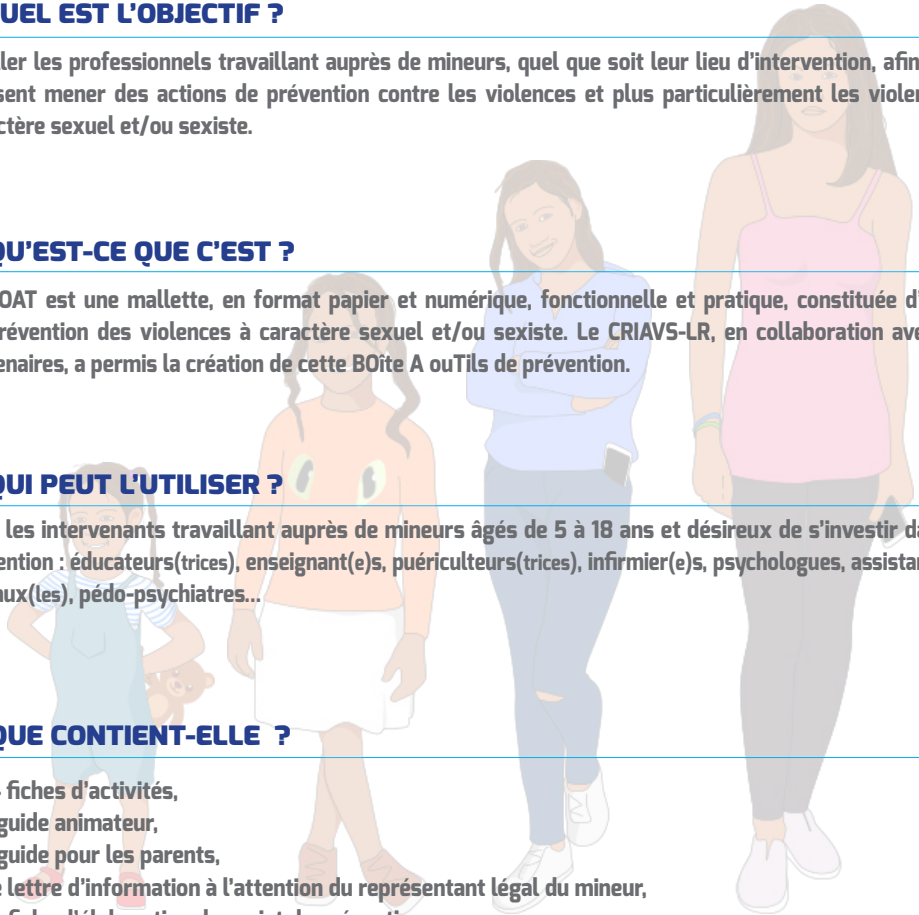 UEL EST L'OBJECTIF ?
ler les professionnels travaillant auprès de mineurs, quel que soit leur lieu d'intervention, afin
sent mener des actions de prévention contre les violences et plus particulièrement les violen
ctère sexuel et/ou sexiste.
QU'EST-CE QUE C'EST ?
OAT est une mallette, en format papier et numérique, fonctionnelle et pratique, constituée d'
révention des violences à caractère sexuel et/ou sexiste. Le CRIAVS-LR, en collaboration ave
enaires, a permis la création de cette BOîte A ouTils de prévention.
QUI PEUT L'UTILISER ?
les intervenants travaillant auprès de mineurs âgés de 5 à 18 ans et désireux de s'investir da
ention : éducateurs(trices), enseignant(e)s, puériculteurs(trices), infirmier(e)s, psychologues, assistan
aux(les), pédo-psychiatres...
QUE CONTIENT-ELLE ?
fiches d'activités,
guide animateur,
guide pour les parents,
e lettre d'information à l'attention du représentant légal du mineur,